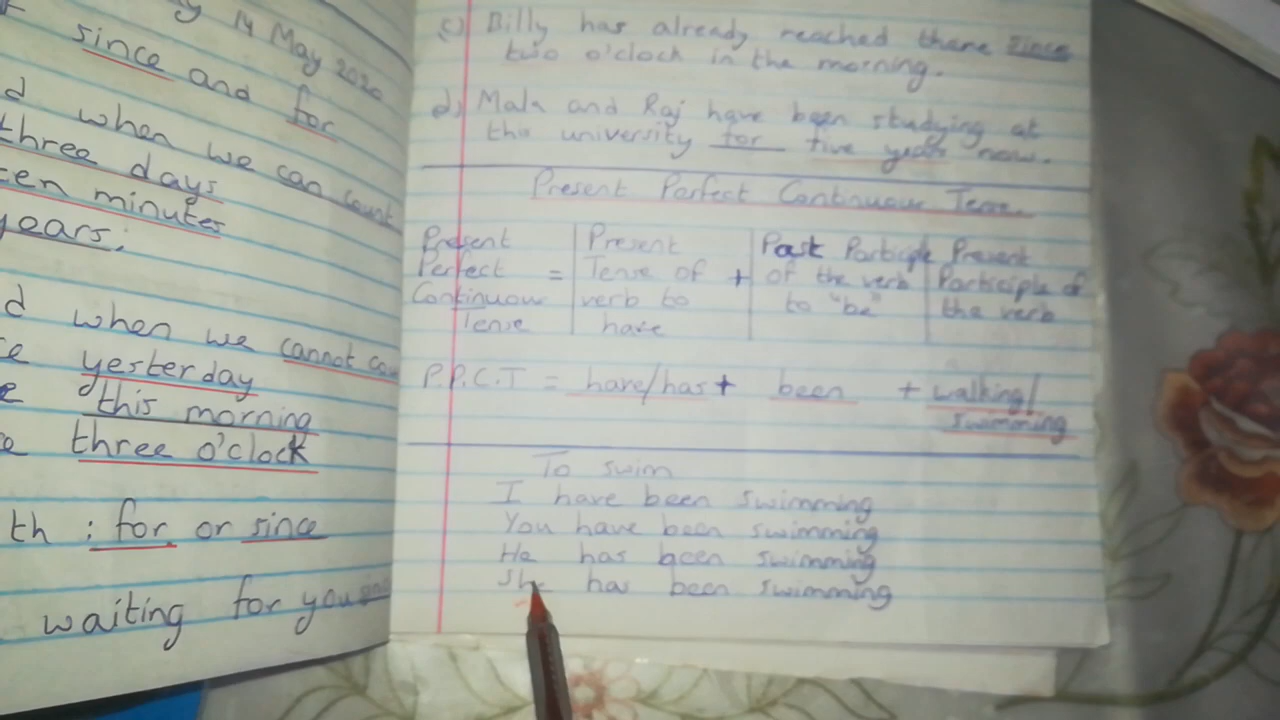 14 May 2020
since and for
d when we can count
three days
ten minutes
years.
d when we cannot
yesterday
this morning
three o'clock
th : for or since
waiting for you
c) Billy has already reached there since
two o'clock in the morning.
d) Mala and Raj have been studying at
the university for five years now.
Present Perfect Continuous Tense.
Present Present Past Participle Present
Perfect = Tense of + of the verb Participle of
Continuous verb to to "be" the verb
Tense have
P.P.C.T = have/has + been + walking/
swimming
To swim
I have been swimming
You have been swimming
He has been swimming
She has been swimming